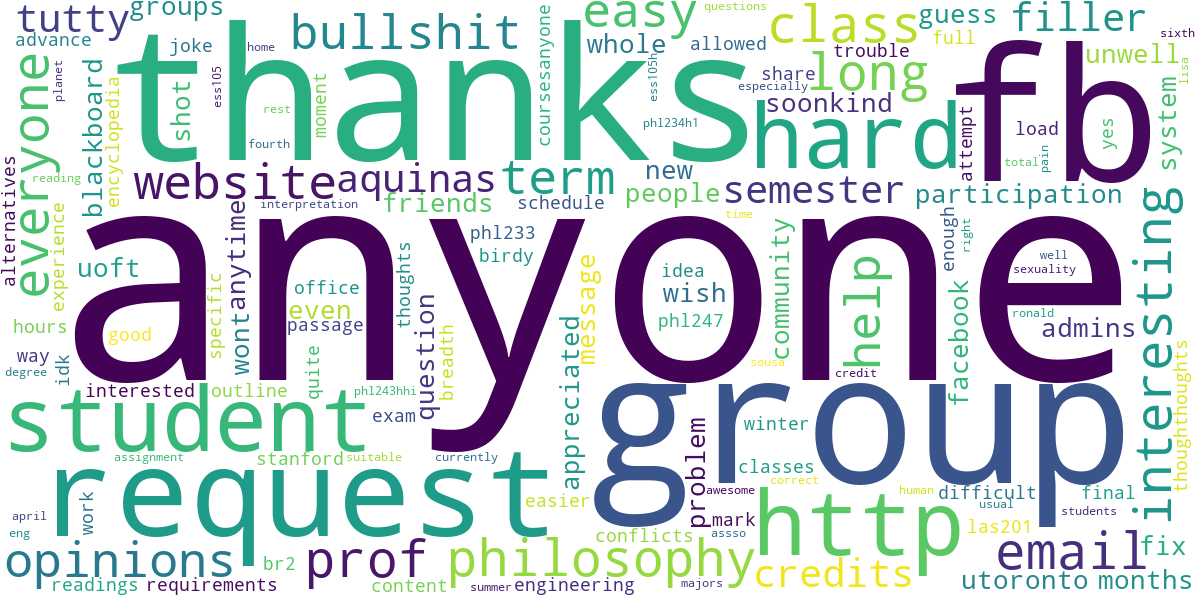 tutty
groups
advance
joke
home
planet
blackboard
encyclopedia
shot
ess105
rest
fourth
moment
everyone
thanks
bullshit
easy
questions
whole
allowed
class
trouble
guess
full
filler
sixth
unwell
lisa
share
especially
long
coursesanyone
ess105h
phl234h1
soonkind
hard
fb
attempt
load
total
pain
yes
system
alternatives
reading
experience
website
aquinas
interpretation
friends
term
schedule
new
people
semester
time
participation
enough
right
uoft
wontanytime
specific
office
even
passage
thoughts
phl233
birdy
anyone
idea
wish
phl247
community
help
facebook
well
sexuality
ronald
admins
interesting
hours
good
way
degree
idk
interested
outline
quite
phl243hhi
exam
question
breadth
message
appreciated
sousa
credit
student
group
assignment
stanford
suitable
currently
problem
winter
classes
correct
thoughtthoughts
request
work
april
eng
easier
awesome
mark
assso
conflicts
http
human
difficult
usual
final
students
las201
opinions
br2
prof
philosophy
credits
email
fix
readings
requirements
content
summer
engineering
majors
utoronto
months